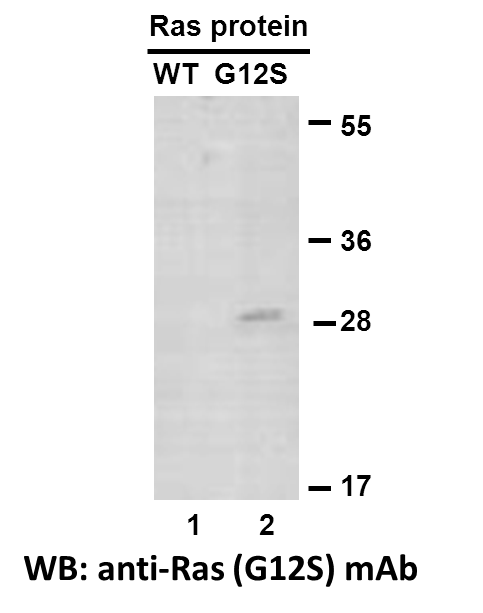 Ras protein
WT G12S
55
36
28
17
1 2
WB: anti-Ras (G12S) mAb